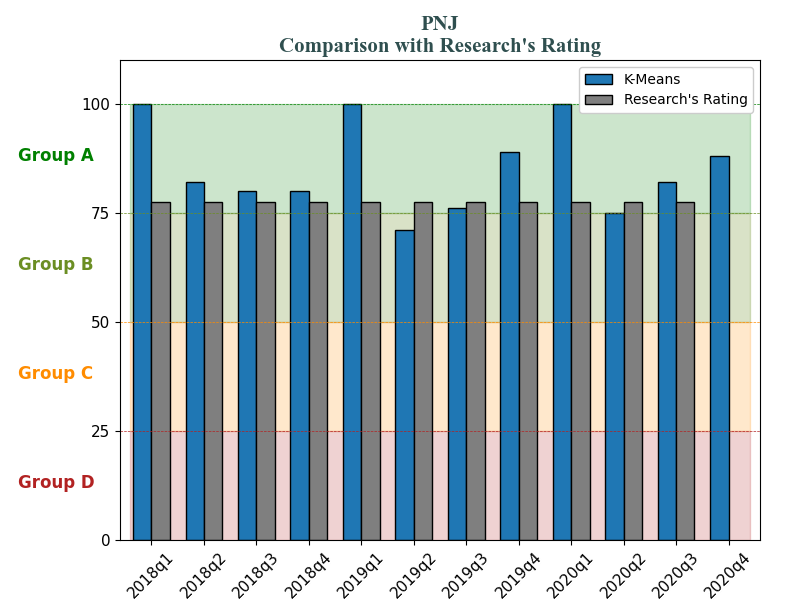 PNJ
Comparison with Research's Rating
K-Means
Research's Rating
100
Group A
75
Group B
50
Group C
25
Group D
0
2018q1
2018q2
2018q3
2018q4
2019q1
2019q2
2019q3
2019q4
2020q1
2020q2
2020q3
2020q4